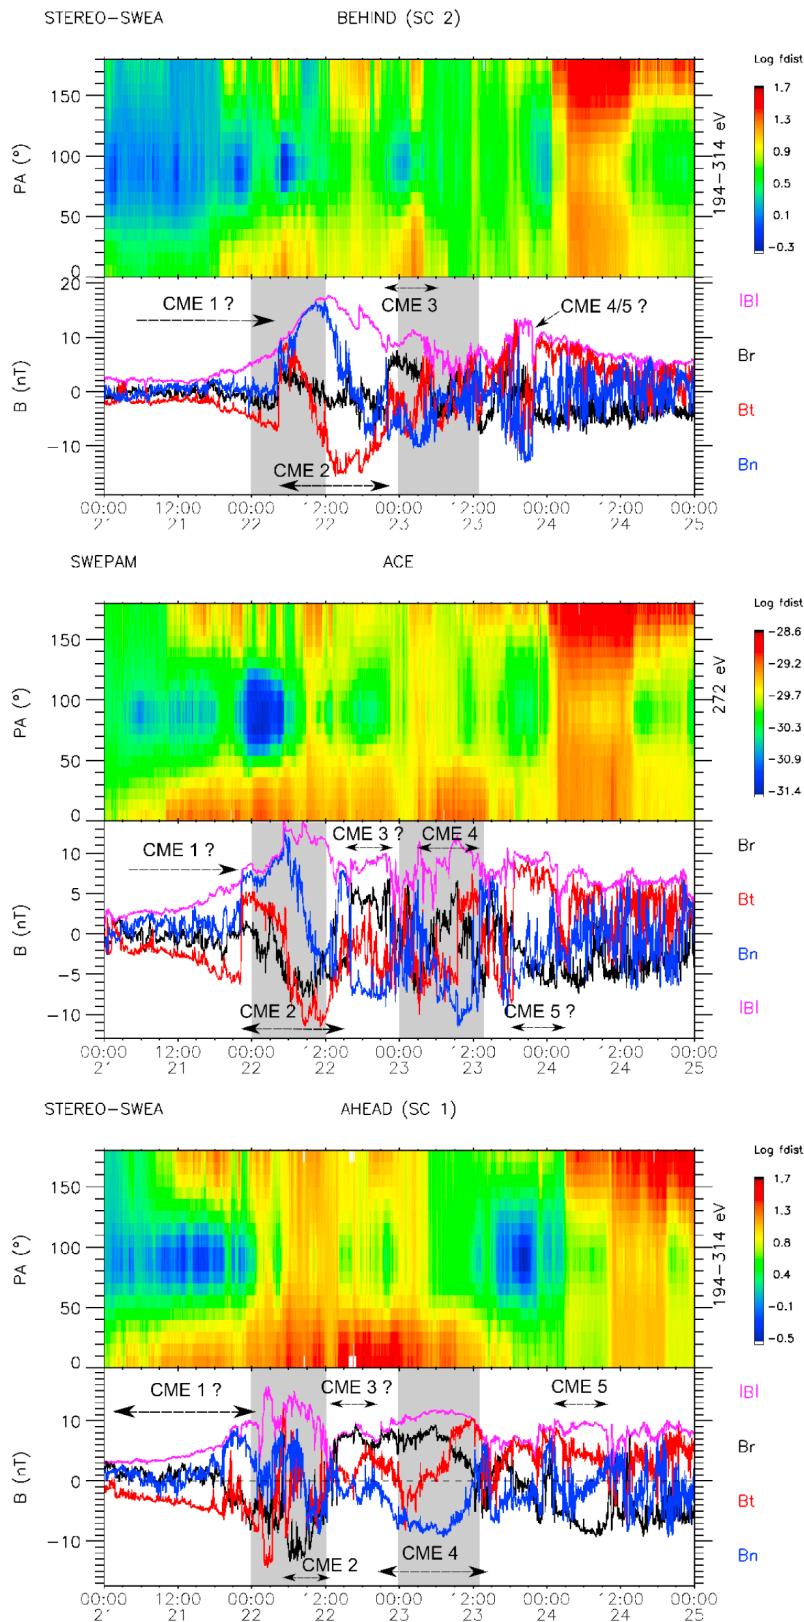 STEREO-SWEA BEHIND (SC 2)
Log fdist
150
100
50
0
PA (°)
194-314 eV
1.7
1.3
0.9
0.5
0.1
-0.3
20
10
0
-10
B (nT)
CME 1 ?
CME 3
CME 4/5 ?
CME 2
|B|
Br
Bt
Bn
00:00 12:00 00:00 12:00 00:00 12:00 00:00 12:00 00:00
21 21 22 22 23 23 24 24 25
SWEPAM ACE
Log fdist
150
100
50
0
PA (°)
272 eV
-28.6
-29.2
-29.7
-30.3
-30.9
-31.4
10
5
0
-5
-10
B (nT)
CME 1 ?
CME 3 ?
CME 4
CME 2
CME 5 ?
Br
Bt
Bn
|B|
00:00 12:00 00:00 12:00 00:00 12:00 00:00 12:00 00:00
21 21 22 22 23 23 24 24 25
STEREO-SWEA AHEAD (SC 1)
Log fdist
150
100
50
0
PA (°)
194-314 eV
1.7
1.3
0.8
0.4
-0.1
-0.5
10
0
-10
B (nT)
CME 1 ?
CME 3 ?
CME 5
CME 2
CME 4
|B|
Br
Bt
Bn
00:00 12:00 00:00 12:00 00:00 12:00 00:00 12:00 00:00
21 21 22 22 23 23 24 24 25